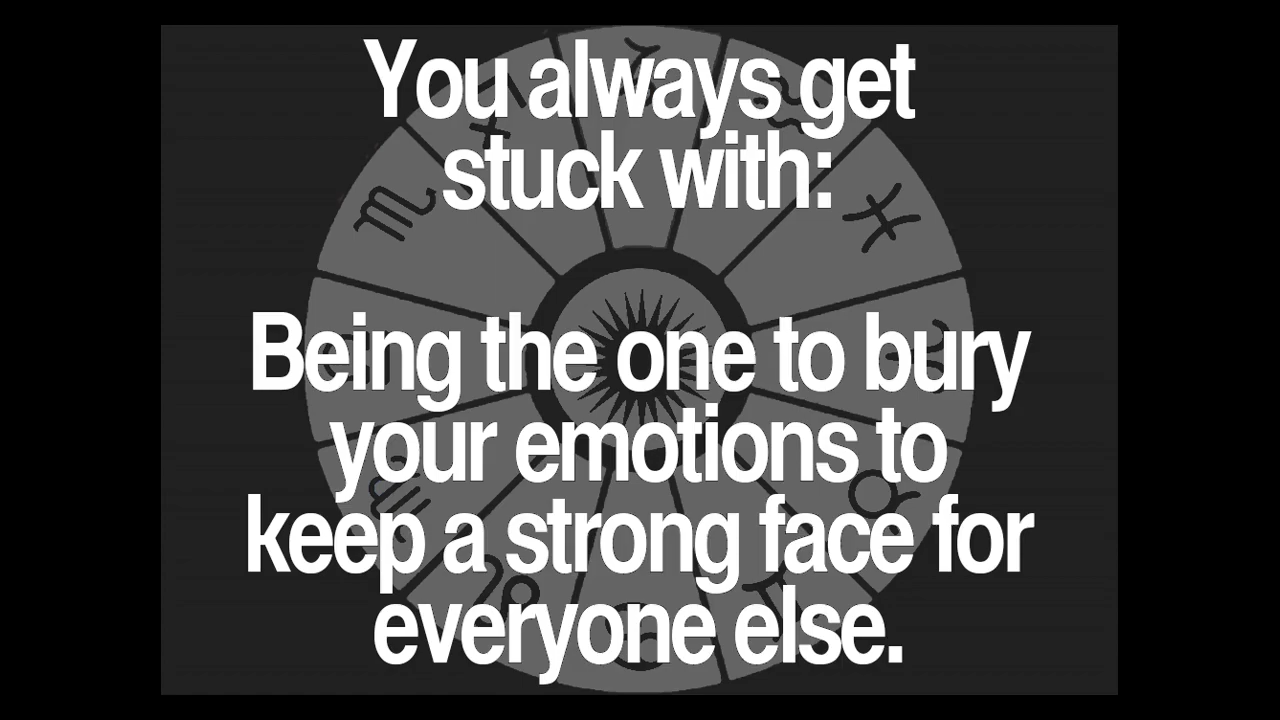 You always get
stuck with:
Being the one to bury
your emotions to
keep a strong face for
everyone else.